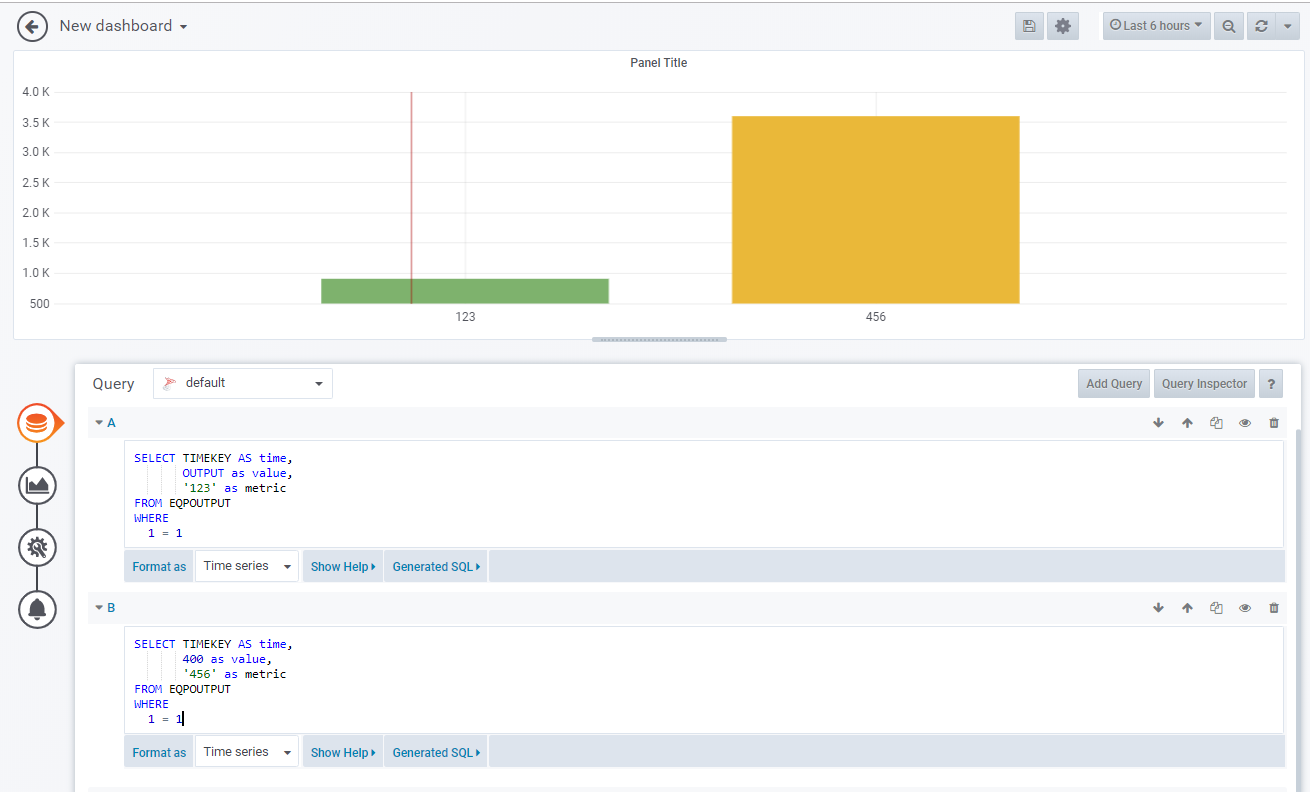 New dashboard
Last 6 hours
Panel Title
4.0 K
3.5 K
3.0 K
2.5 K
2.0 K
1.5 K
1.0 K
500
123
456
Query
default
Add Query
Query Inspector
?
A
SELECT TIMEKEY AS time,
OUTPUT as value,
'123' as metric
FROM EQPOUTPUT
WHERE
1 = 1
Format as
Time series
Show Help
Generated SQL
B
SELECT TIMEKEY AS time,
400 as value,
'456' as metric
FROM EQPOUTPUT
WHERE
1 = 1
Format as
Time series
Show Help
Generated SQL